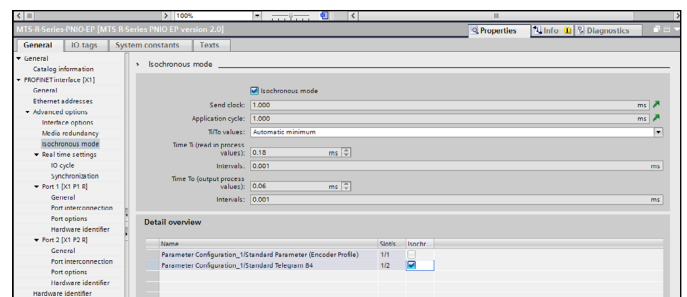 100%
MTS-R-Series-PNIO-EP [MTS R-Series PNIO EP version 2.0]
Properties Info Diagnostics
General IO tags System constants Texts
General
Catalog information
PROFINET interface [X1]
General
Ethernet addresses
Advanced options
Interface options
Media redundancy
Isochronous mode
Real time settings
IO cycle
Synchronization
Port 1 [X1 P1 R]
General
Port interconnection
Port options
Hardware identifier
Port 2 [X1 P2 R]
General
Port interconnection
Port options
Hardware identifier
Hardware identifier
Isochronous mode
Isochronous mode
Send clock: 1.000 ms
Application cycle: 1.000 ms
Ti/To values: Automatic minimum
Time Ti (read in process
values): 0.18 ms
Intervals: 0.001 ms
Time To (output process
values): 0.06 ms
Intervals: 0.001 ms
Detail overview
Name Slot/s. Isochr...
Parameter Configuration_1/Standard Parameter (Encoder Profile) 1/1
Parameter Configuration_1/Standard Telegram 84 1/2